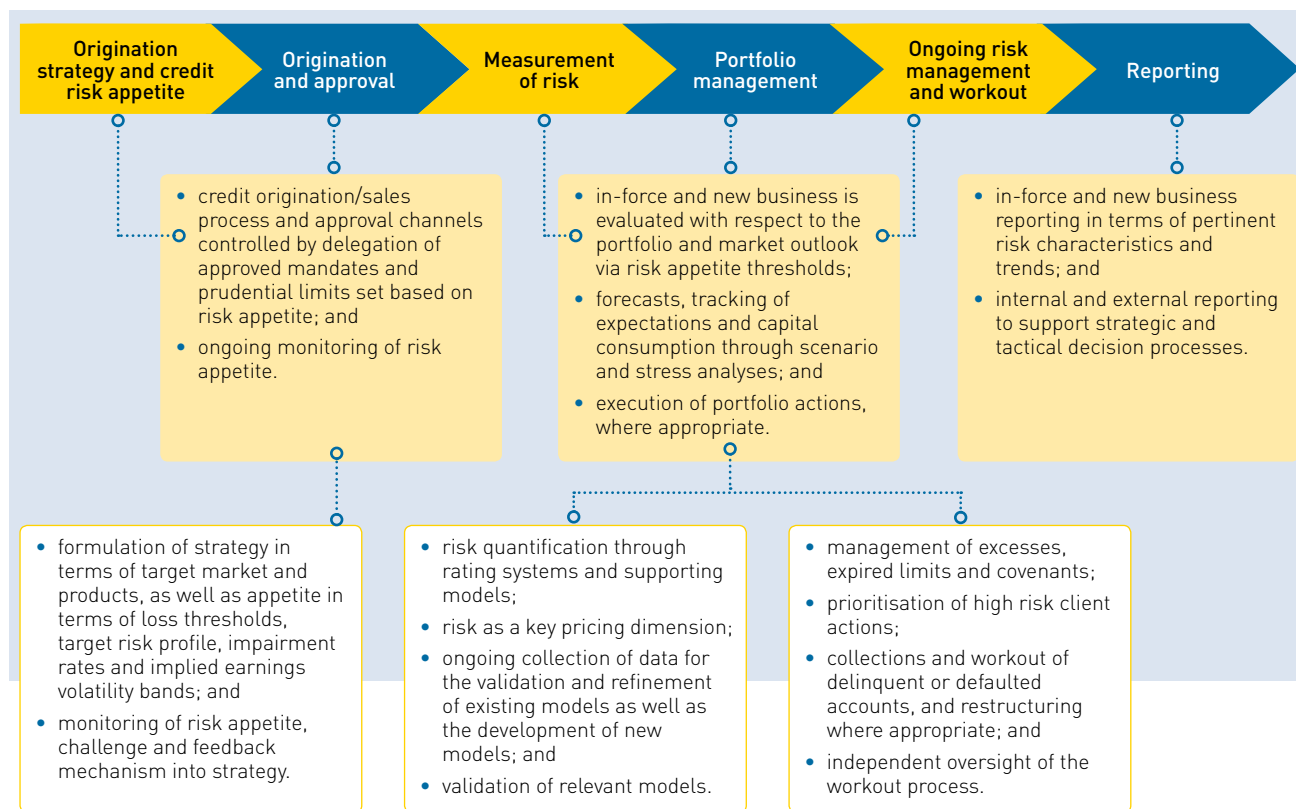 Origination
strategy and credit
risk appetite
Origination
and approval
Measurement
of risk
Portfolio
management
Ongoing risk
management
and workout
Reporting
• credit origination/sales
process and approval channels
controlled by delegation of
approved mandates and
prudential limits set based on
risk appetite; and
• ongoing monitoring of risk
appetite.
• in-force and new business is
evaluated with respect to the
portfolio and market outlook
via risk appetite thresholds;
• forecasts, tracking of
expectations and capital
consumption through scenario
and stress analyses; and
• execution of portfolio actions,
where appropriate.
• in-force and new business
reporting in terms of pertinent
risk characteristics and
trends; and
• internal and external reporting
to support strategic and
tactical decision processes.
• formulation of strategy in
terms of target market and
products, as well as appetite in
terms of loss thresholds,
target risk profile, impairment
rates and implied earnings
volatility bands; and
• monitoring of risk appetite,
challenge and feedback
mechanism into strategy.
• risk quantification through
rating systems and supporting
models;
• risk as a key pricing dimension;
• ongoing collection of data for
the validation and refinement
of existing models as well as
the development of new
models; and
• validation of relevant models.
• management of excesses,
expired limits and covenants;
• prioritisation of high risk client
actions;
• collections and workout of
delinquent or defaulted
accounts, and restructuring
where appropriate; and
• independent oversight of the
workout process.